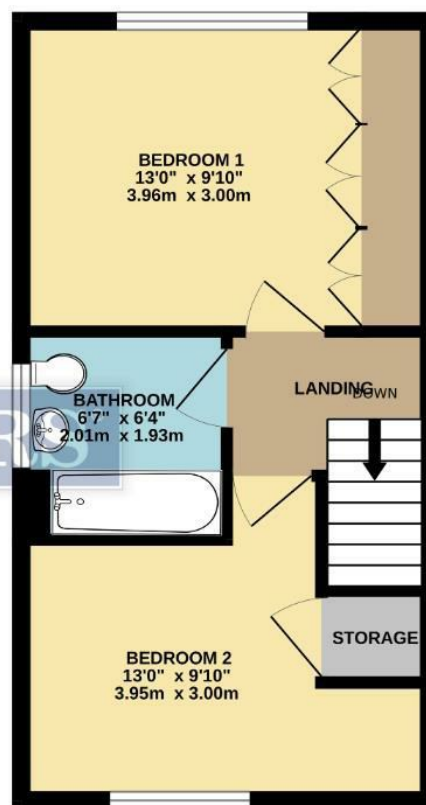 BEDROOM 1
13'0" x 9'10"
3.96m x 3.00m
BATHROOM
6'7" x 6'4"
2.01m x 1.93m
LANDING
DOWN
STORAGE
BEDROOM 2
13'0" x 9'10"
3.95m x 3.00m